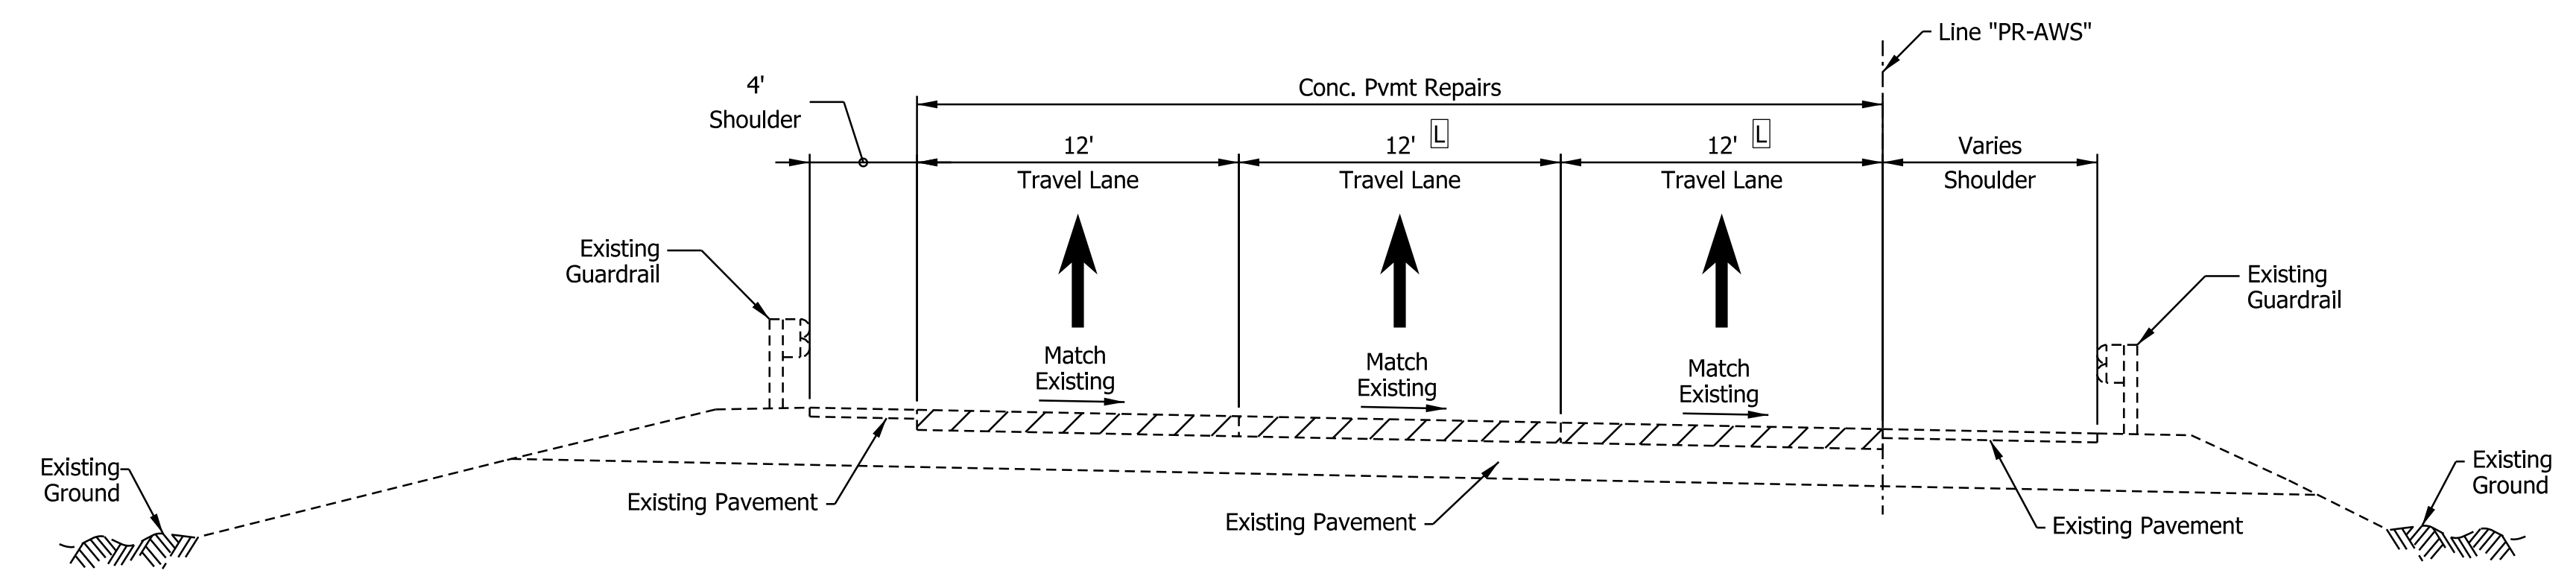 Line "PR-AWS"
4'
Shoulder
Conc. Pvmt Repairs
12'
Travel Lane
12' L
Travel Lane
12' L
Travel Lane
Varies
Shoulder
Existing
Guardrail
Existing
Guardrail
Match
Existing
Match
Existing
Match
Existing
Existing
Ground
Existing Pavement
Existing Pavement
Existing Pavement
Existing
Ground